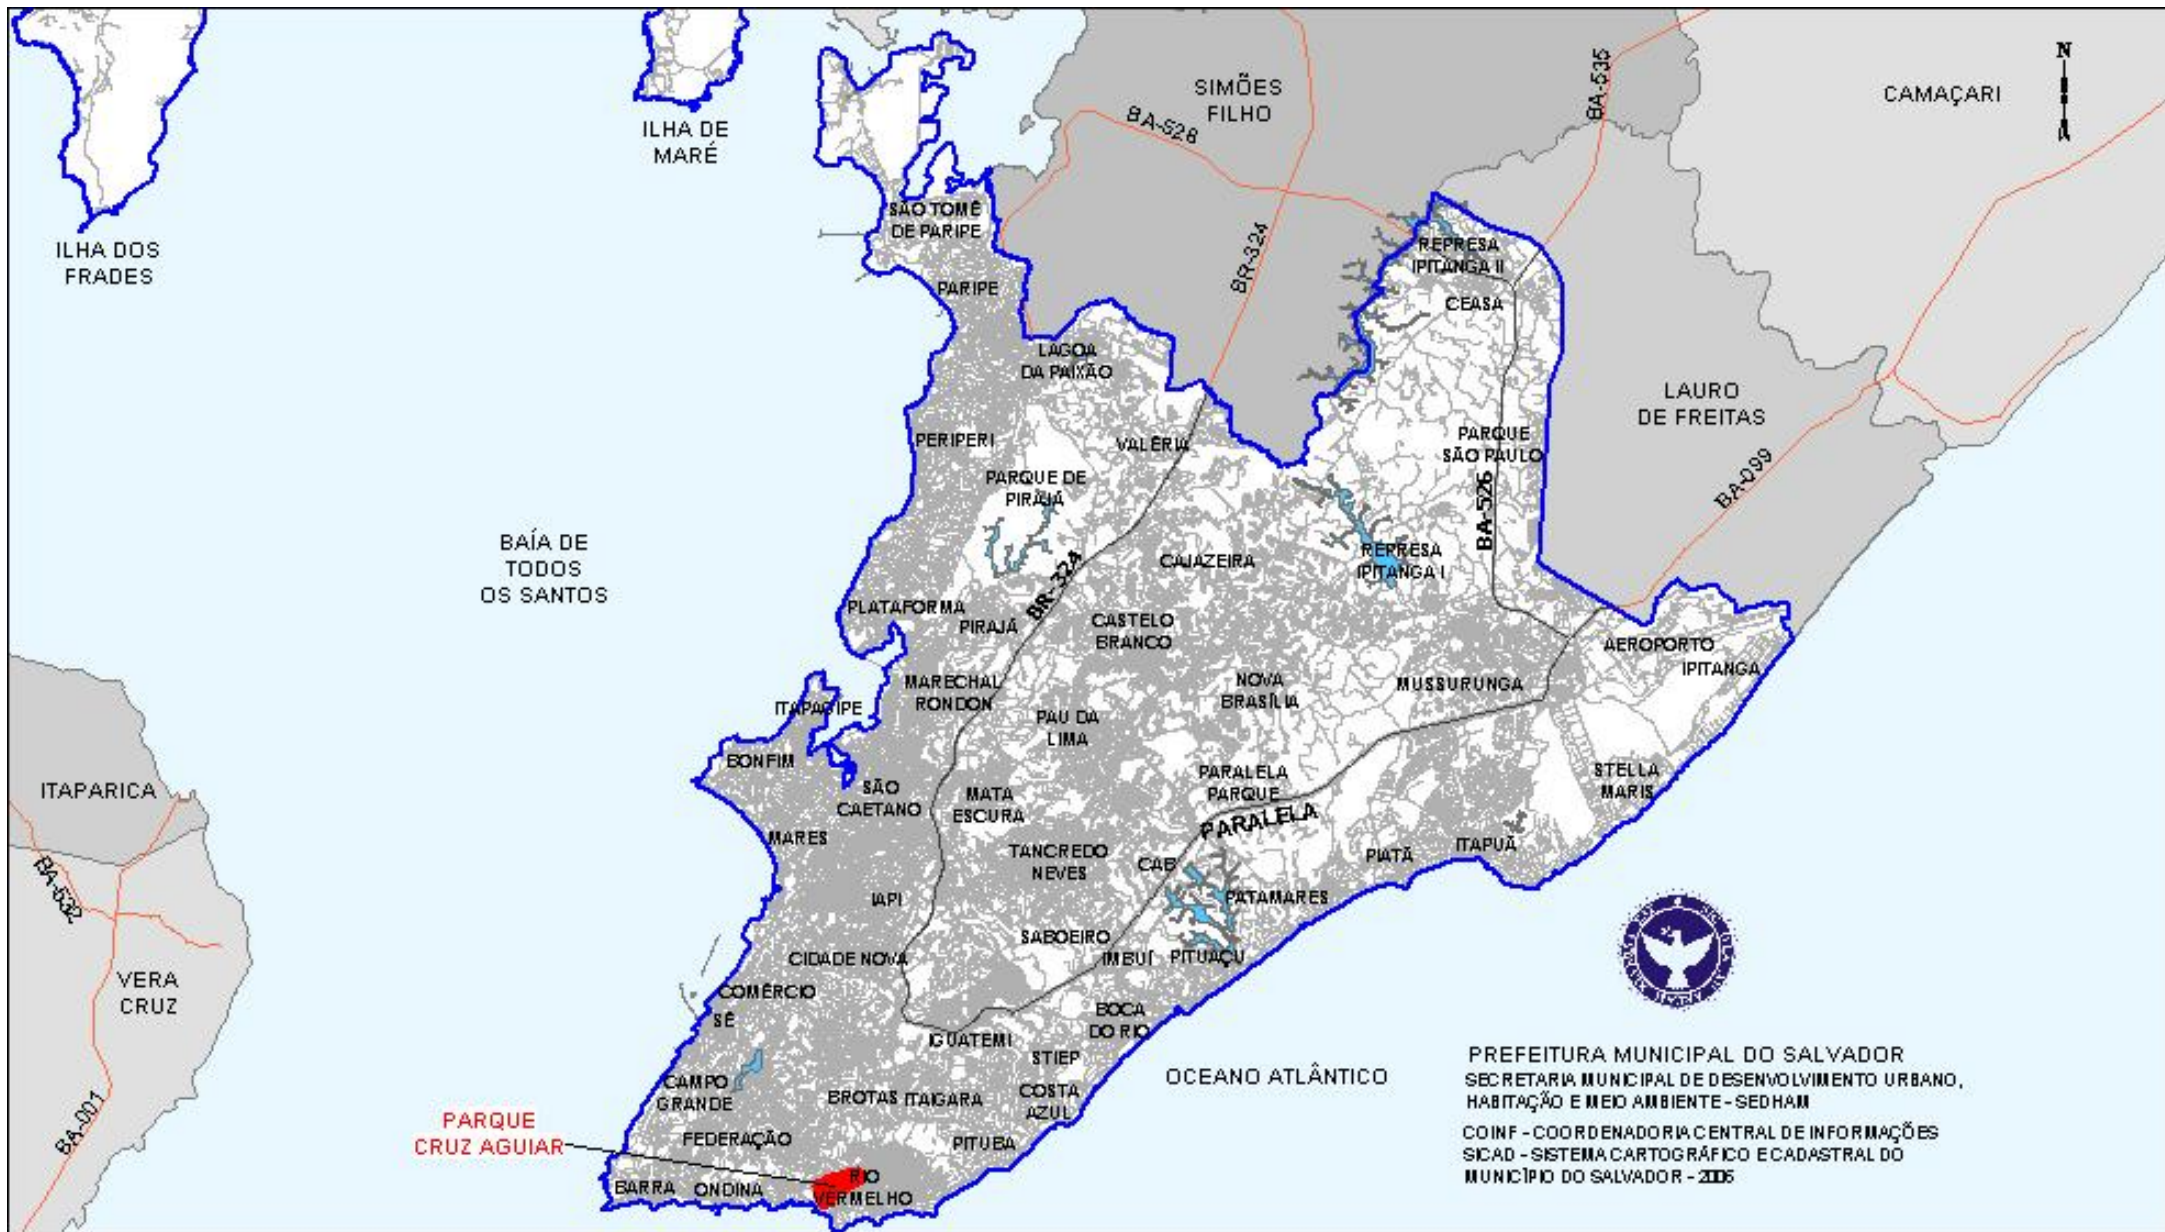 N
SIMÕES
FILHO
CAMAÇARI
BA-535
BA-526
BR-324
ILHA DE
MARÉ
ILHA DOS
FRADES
SÃO TOMÉ
DE PARIPE
REPRESA
IPITANGA II
CEASA
PARIPE
LAGOA
DA PAIXÃO
LAURO
DE FREITAS
PERIPERI
VALÉRIA
PARQUE
SÃO PAULO
PARQUE DE
PIRAJÁ
BA-526
BA-099
BAÍA DE
TODOS
OS SANTOS
CAJAZEIRA
REPRESA
IPITANGA I
BR-324
PLATAFORMA
PIRAJÁ
CASTELO
BRANCO
AEROPORTO
IPITANGA
MARECHAL
RONDON
NOVA
BRASÍLIA
MUSSURUNGA
ITAPAGIPE
PAU DA
LIMA
BONFIM
PARALELA
PARQUE
STELLA
MARIS
ITAPARICA
SÃO
CAETANO
MATA
ESCURA
PARALELA
MARES
TANCREDO
NEVES
CAB
PIATÃ
ITAPUÃ
BA-532
IAPI
PATAMARES
SABOEIRO
IMBUÍ
PITUAÇU
CIDADE NOVA
VERA
CRUZ
COMÉRCIO
SÉ
BOCA
DO RIO
IGUATEMI
STIEP
OCEANO ATLÂNTICO
CAMPO
GRANDE
BROTAS
ITAIGARA
COSTA
AZUL
BA-001
PARQUE
CRUZ AGUIAR
FEDERAÇÃO
PITUBA
RIO
VERMELHO
BARRA
ONDINA
PREFEITURA MUNICIPAL DO SALVADOR
SECRETARIA MUNICIPAL DE DESENVOLVIMENTO URBANO,
HABITAÇÃO E MEIO AMBIENTE - SEDHAM
COINF - COORDENADORIA CENTRAL DE INFORMAÇÕES
SICAD - SISTEMA CARTOGRÁFICO E CADASTRAL DO
MUNICÍPIO DO SALVADOR - 2006